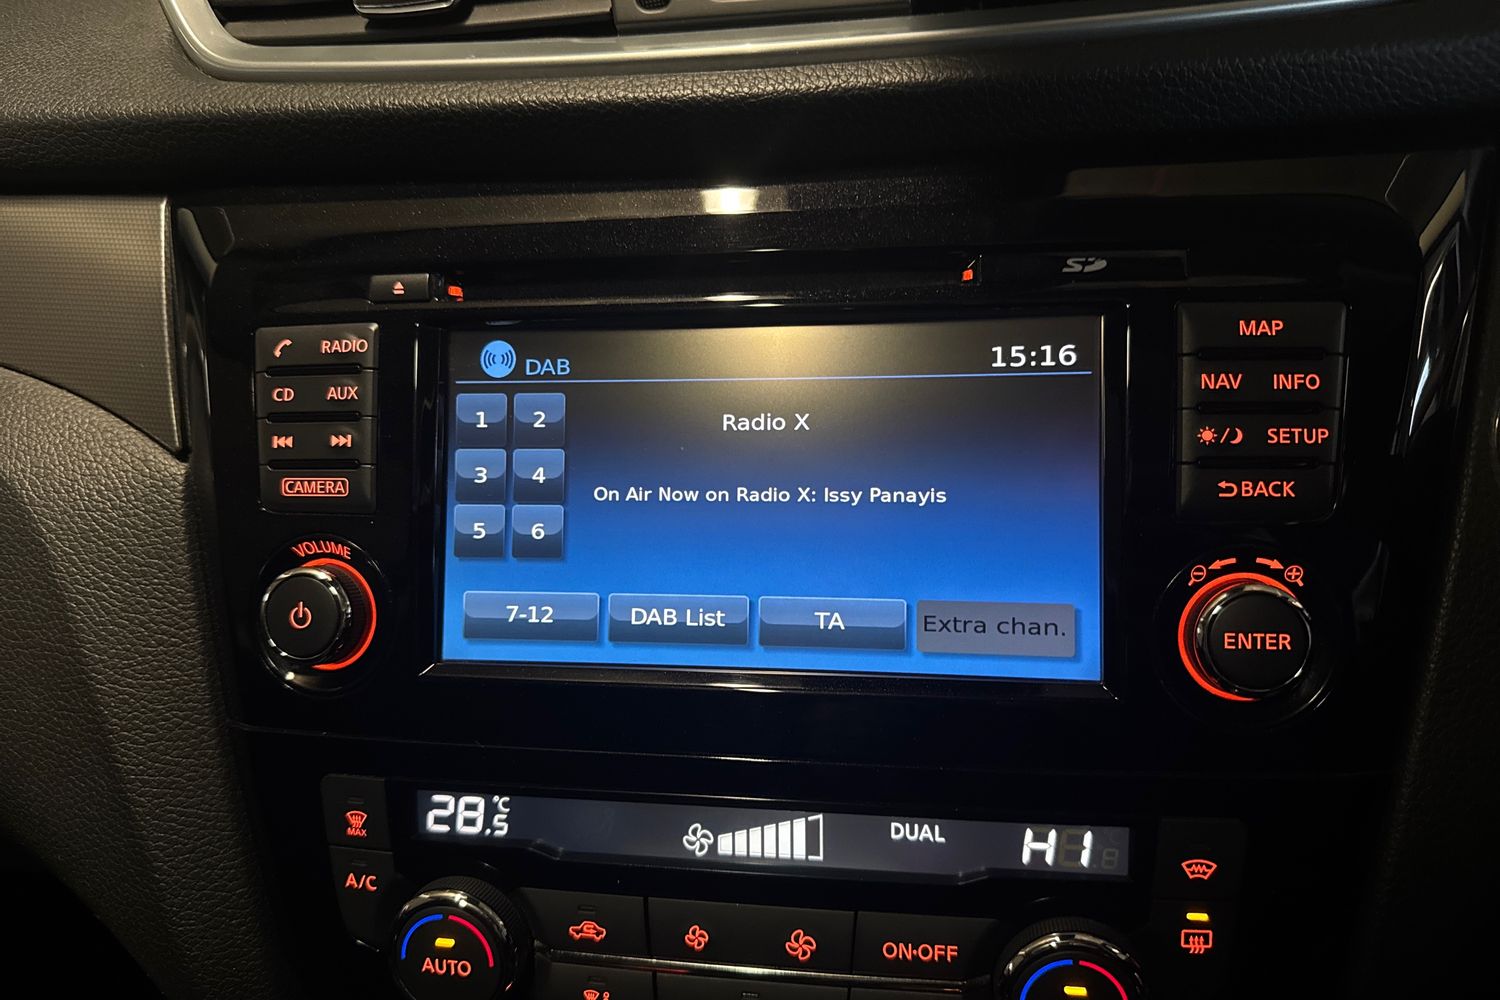 SD
RADIO
CD AUX
CAMERA
VOLUME
DAB
15:16
1 2
Radio X
3 4
On Air Now on Radio X: Issy Panayis
5 6
7-12 DAB List TA Extra chan.
MAP
NAV INFO
SETUP
BACK
ENTER
28.5 °C
DUAL
HI
MAX
A/C
AUTO
ON·OFF